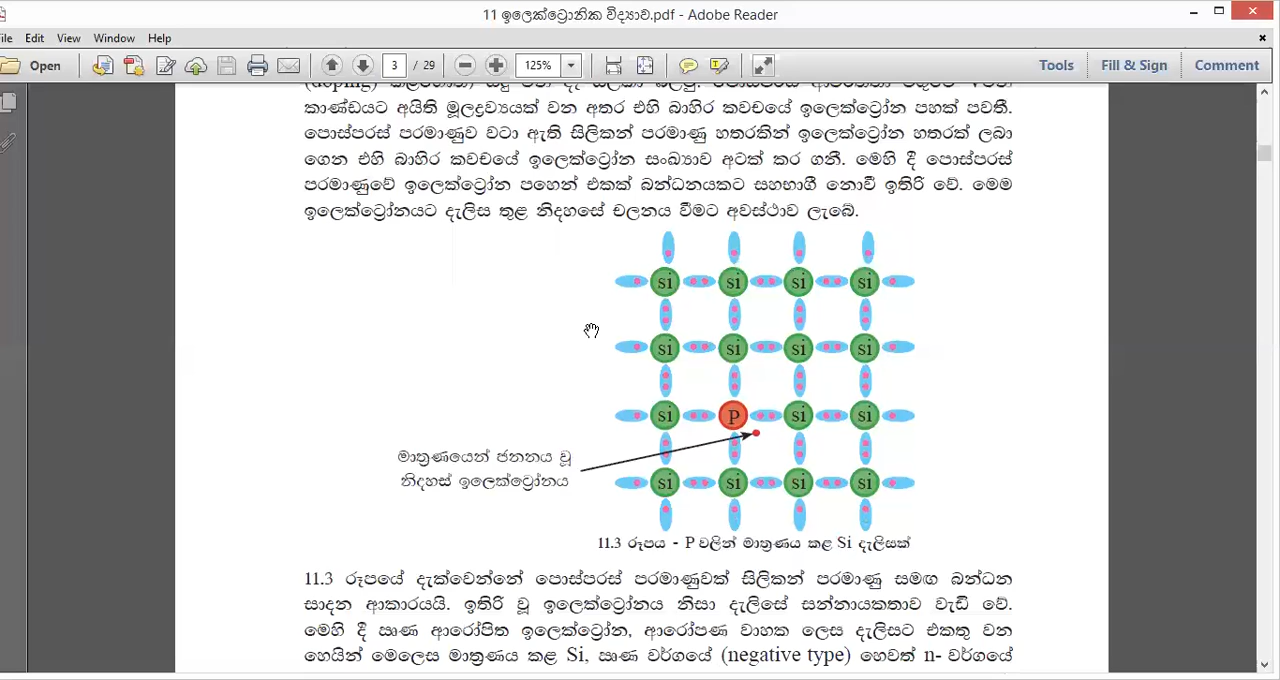 11 ඉලෙක්ට්‍රොනික විද්‍යාව.pdf - Adobe Reader
File Edit View Window Help
Open 3 / 29 125% Tools Fill & Sign Comment
(doping)
කාණ්ඩයට අයිති මූලද්‍රව්‍යයක් වන අතර එහි බාහිර කවචයේ ඉලෙක්ට්‍රෝන පහක් පවතී.
පොස්පරස් පරමාණුව වටා ඇති සිලිකන් පරමාණු හතරකින් ඉලෙක්ට්‍රෝන හතරක් ලබා
ගෙන එහි බාහිර කවචයේ ඉලෙක්ට්‍රෝන සංඛ්‍යාව අටක් කර ගනී. මෙහි දී පොස්පරස්
පරමාණුවේ ඉලෙක්ට්‍රෝන පහෙන් එකක් බන්ධනයකට සහභාගී නොවී ඉතිරි වේ. මෙම
ඉලෙක්ට්‍රෝනයට දැලිස තුළ නිදහසේ චලනය වීමට අවස්ථාව ලැබේ.
si si si si
si si si si
si P si si
මාත්‍රණයෙන් ජනනය වූ
නිදහස් ඉලෙක්ට්‍රෝනය
si si si si
11.3 රූපය - P වලින් මාත්‍රණය කළ Si දැලිසක්
11.3 රූපයේ දැක්වෙන්නේ පොස්පරස් පරමාණුවක් සිලිකන් පරමාණු සමඟ බන්ධන
සාදන ආකාරයයි. ඉතිරි වූ ඉලෙක්ට්‍රෝනය නිසා දැලිසේ සන්නායකතාව වැඩි වේ.
මෙහි දී ඍණ ආරෝපිත ඉලෙක්ට්‍රෝන, ආරෝපණ වාහක ලෙස දැලිසට එකතු වන
හෙයින් මෙලෙස මාත්‍රණය කළ Si, ඍණ වර්ගයේ (negative type) හෙවත් n- වර්ගයේ